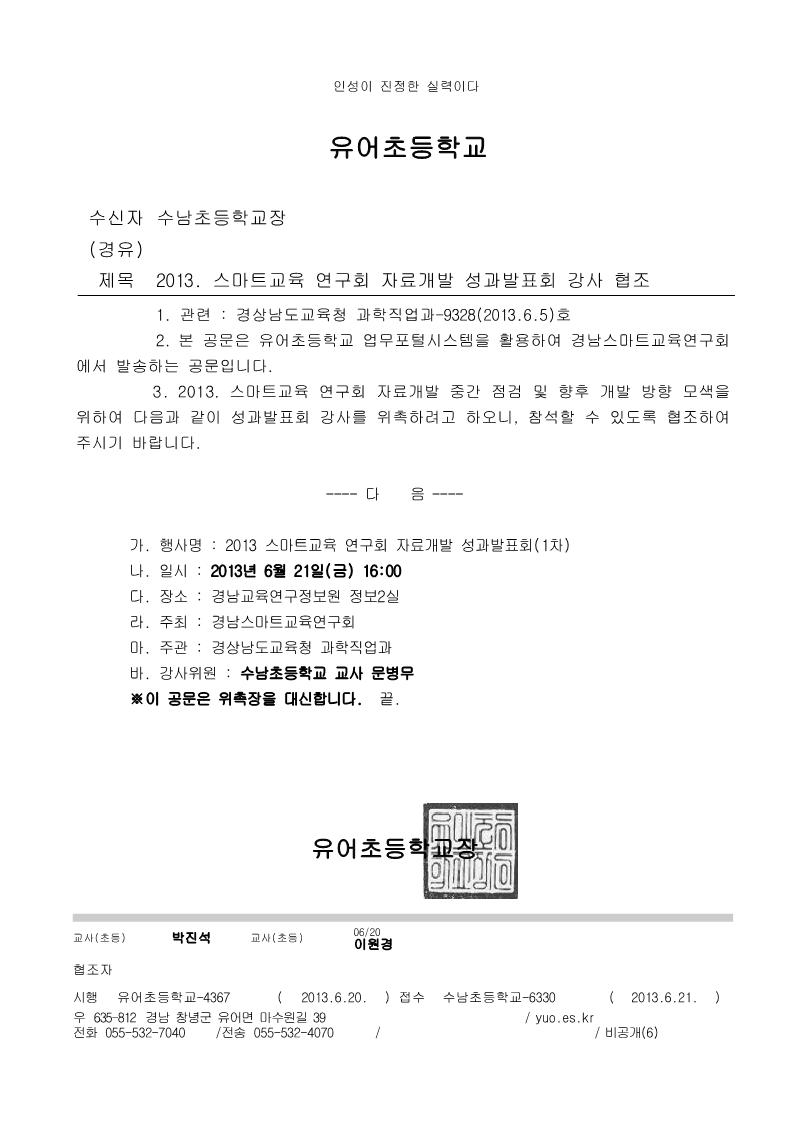 인성이 진정한 실력이다
유어초등학교
수신자 수남초등학교장
(경유)
제목 2013. 스마트교육 연구회 자료개발 성과발표회 강사 협조
1. 관련 : 경상남도교육청 과학직업과-9328(2013.6.5)호
2. 본 공문은 유어초등학교 업무포털시스템을 활용하여 경남스마트교육연구회
에서 발송하는 공문입니다.
3. 2013. 스마트교육 연구회 자료개발 중간 점검 및 향후 개발 방향 모색을
위하여 다음과 같이 성과발표회 강사를 위촉하려고 하오니, 참석할 수 있도록 협조하여
주시기 바랍니다.
---- 다 음 ----
가. 행사명 : 2013 스마트교육 연구회 자료개발 성과발표회(1차)
나. 일시 : 2013년 6월 21일(금) 16:00
다. 장소 : 경남교육연구정보원 정보2실
라. 주최 : 경남스마트교육연구회
마. 주관 : 경상남도교육청 과학직업과
바. 강사위원 : 수남초등학교 교사 문병무
※이 공문은 위촉장을 대신합니다. 끝.
유어초등학교장
교사(초등) 박진석 교사(초등) 06/20 이원경
협조자
시행 유어초등학교-4367 ( 2013.6.20. ) 접수 수남초등학교-6330 ( 2013.6.21. )
우 635-812 경남 창녕군 유어면 마수원길 39 / yuo.es.kr
전화 055-532-7040 /전송 055-532-4070 / / 비공개(6)